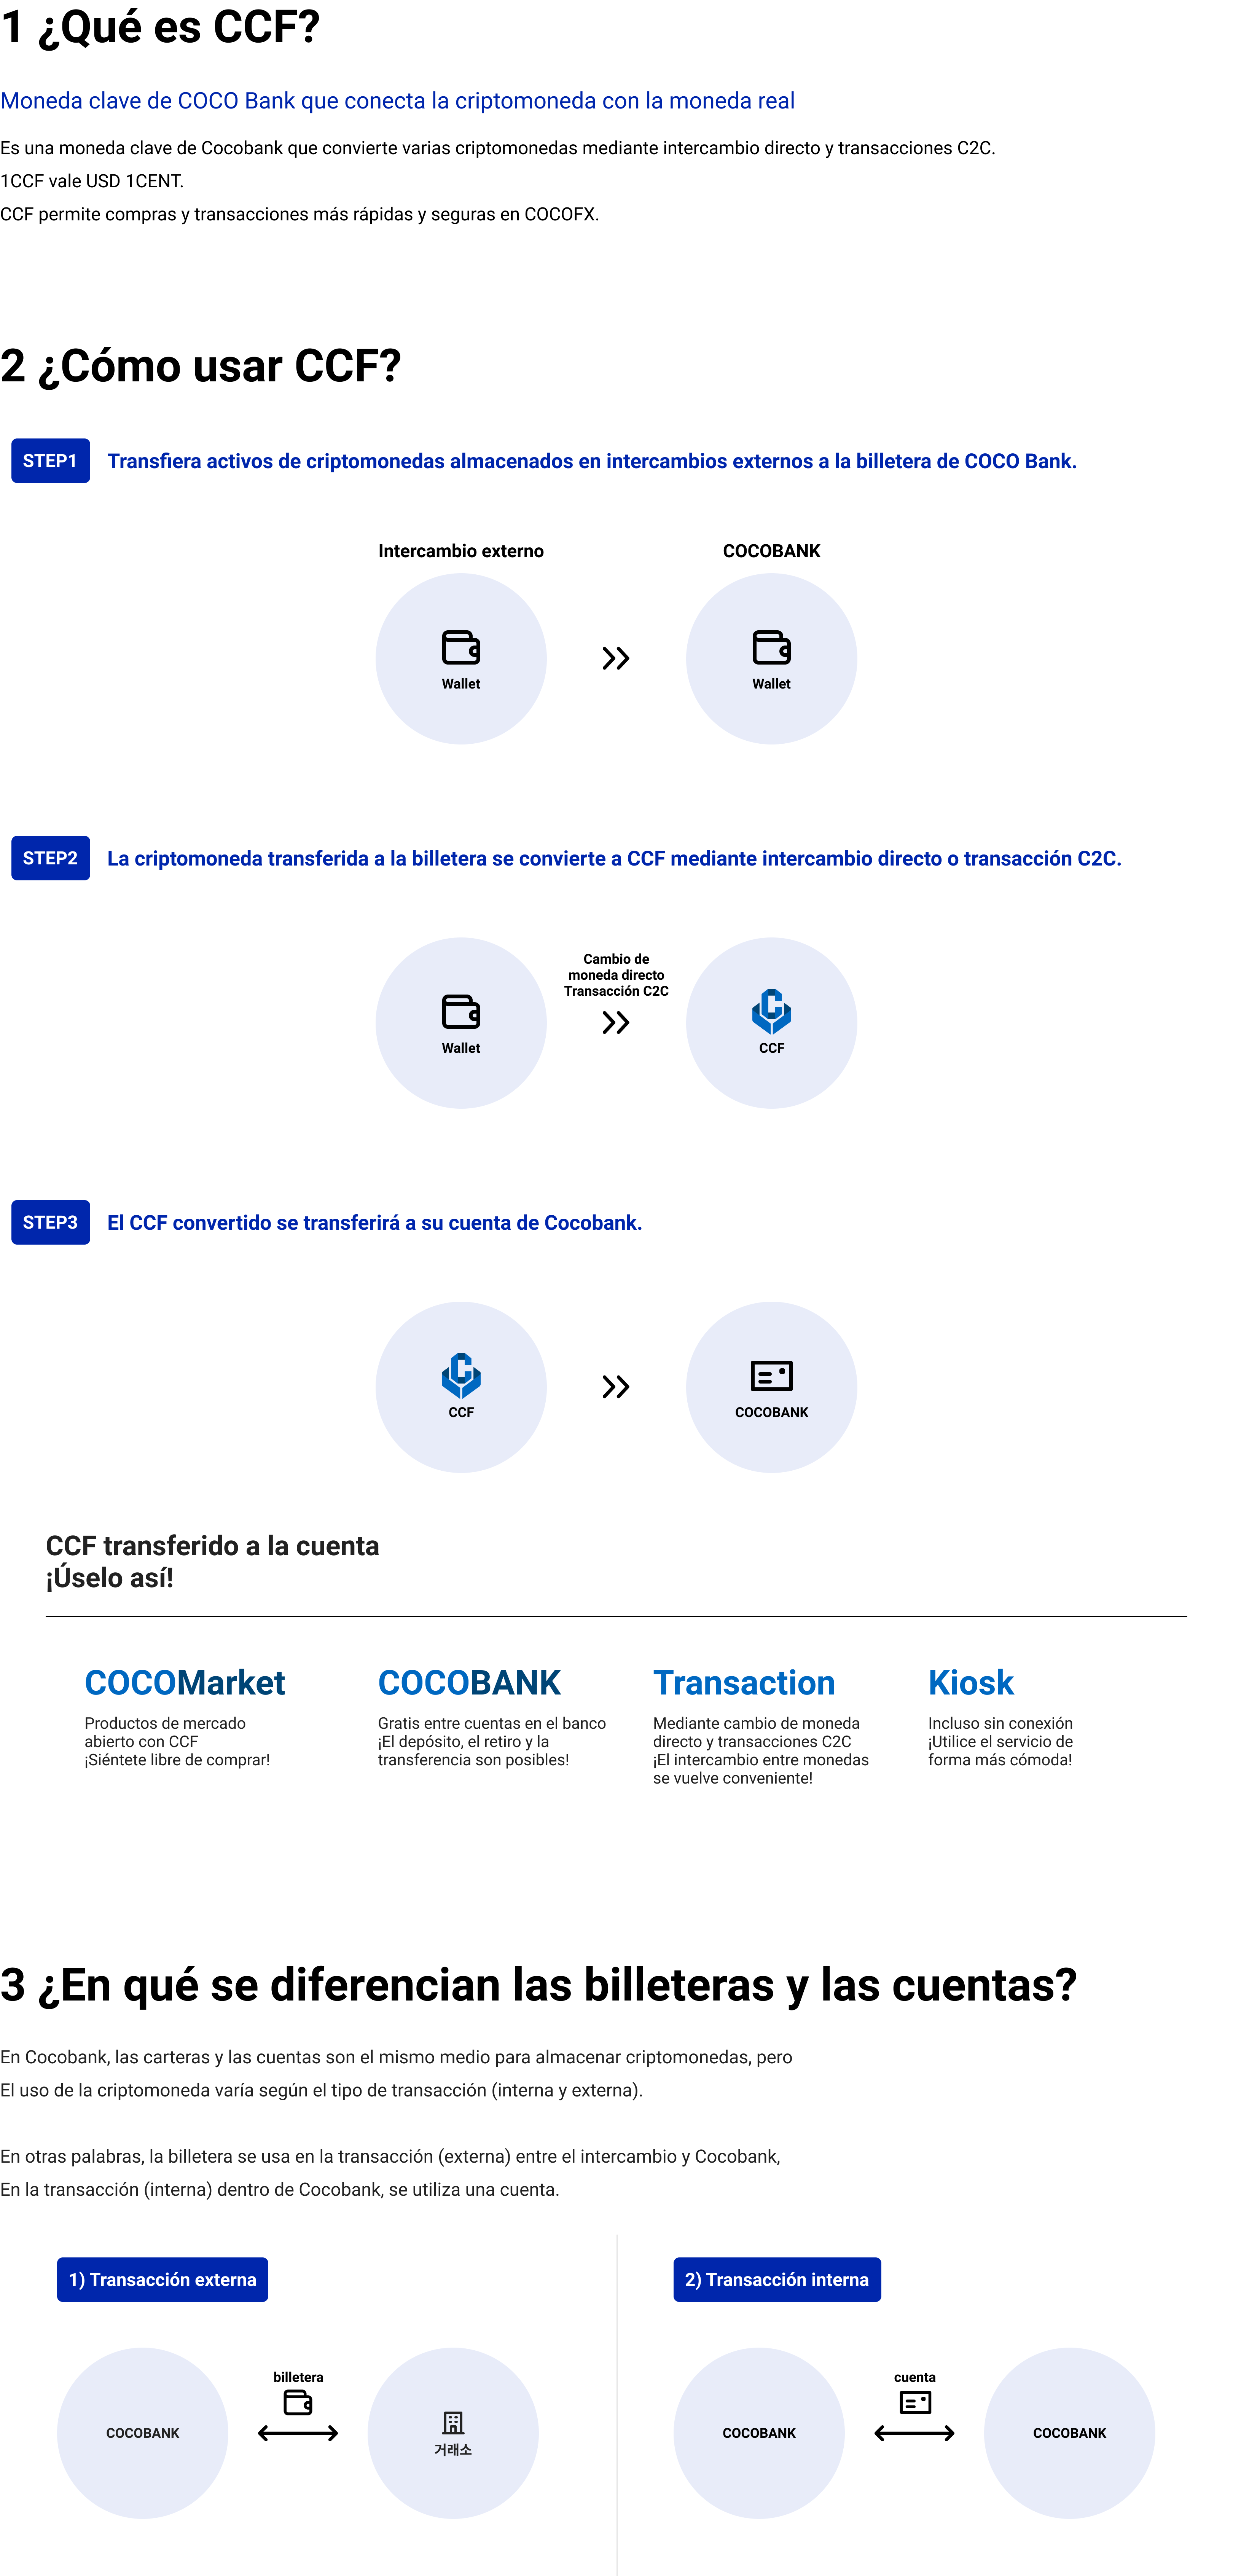 1 ¿Qué es CCF?
Moneda clave de COCO Bank que conecta la criptomoneda con la moneda real
Es una moneda clave de Cocobank que convierte varias criptomonedas mediante intercambio directo y transacciones C2C.
1CCF vale USD 1CENT.
CCF permite compras y transacciones más rápidas y seguras en COCOFX.
2 ¿Cómo usar CCF?
STEP1 Transfiera activos de criptomonedas almacenados en intercambios externos a la billetera de COCO Bank.
Intercambio externo
COCOBANK
Wallet
Wallet
STEP2 La criptomoneda transferida a la billetera se convierte a CCF mediante intercambio directo o transacción C2C.
Cambio de
moneda directo
Transacción C2C
Wallet
CCF
STEP3 El CCF convertido se transferirá a su cuenta de Cocobank.
CCF
COCOBANK
CCF transferido a la cuenta
¡Úselo así!
COCOMarket
Productos de mercado
abierto con CCF
¡Siéntete libre de comprar!
COCOBANK
Gratis entre cuentas en el banco
¡El depósito, el retiro y la
transferencia son posibles!
Transaction
Mediante cambio de moneda
directo y transacciones C2C
¡El intercambio entre monedas
se vuelve conveniente!
Kiosk
Incluso sin conexión
¡Utilice el servicio de
forma más cómoda!
3 ¿En qué se diferencian las billeteras y las cuentas?
En Cocobank, las carteras y las cuentas son el mismo medio para almacenar criptomonedas, pero
El uso de la criptomoneda varía según el tipo de transacción (interna y externa).
En otras palabras, la billetera se usa en la transacción (externa) entre el intercambio y Cocobank,
En la transacción (interna) dentro de Cocobank, se utiliza una cuenta.
1) Transacción externa
COCOBANK
billetera
거래소
2) Transacción interna
COCOBANK
cuenta
COCOBANK